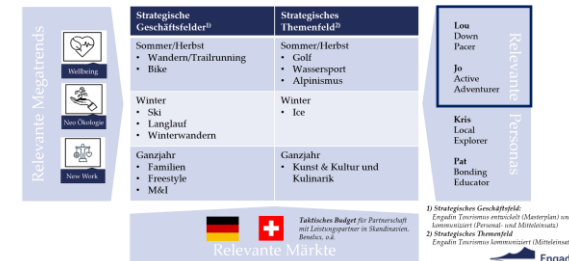 Relevante Megatrends
Wellbeing
Neo Ökologie
New Work
Strategische
Geschäftsfelder1)
Strategisches
Themenfeld2)
Sommer/Herbst
• Wandern/Trailrunning
• Bike
Sommer/Herbst
• Golf
• Wassersport
• Alpinismus
Winter
• Ski
• Langlauf
• Winterwandern
Winter
• Ice
Ganzjahr
• Familien
• Freestyle
• M&I
Ganzjahr
• Kunst & Kultur und
Kulinarik
Lou
Down
Pacer
Jo
Active
Adventurer
Kris
Local
Explorer
Pat
Bonding
Educator
Relevante Personas
Taktisches Budget für Partnerschaft
mit Leistungspartner in Skandinavien,
Benelux, o.ä.
Relevante Märkte
1) Strategisches Geschäftsfeld:
Engadin Tourismus entwickelt (Masterplan) un
kommuniziert (Personal- und Mitteleinsatz)
2) Strategisches Themenfeld
Engadin Tourismus kommuniziert (Mitteleinsat
Engad